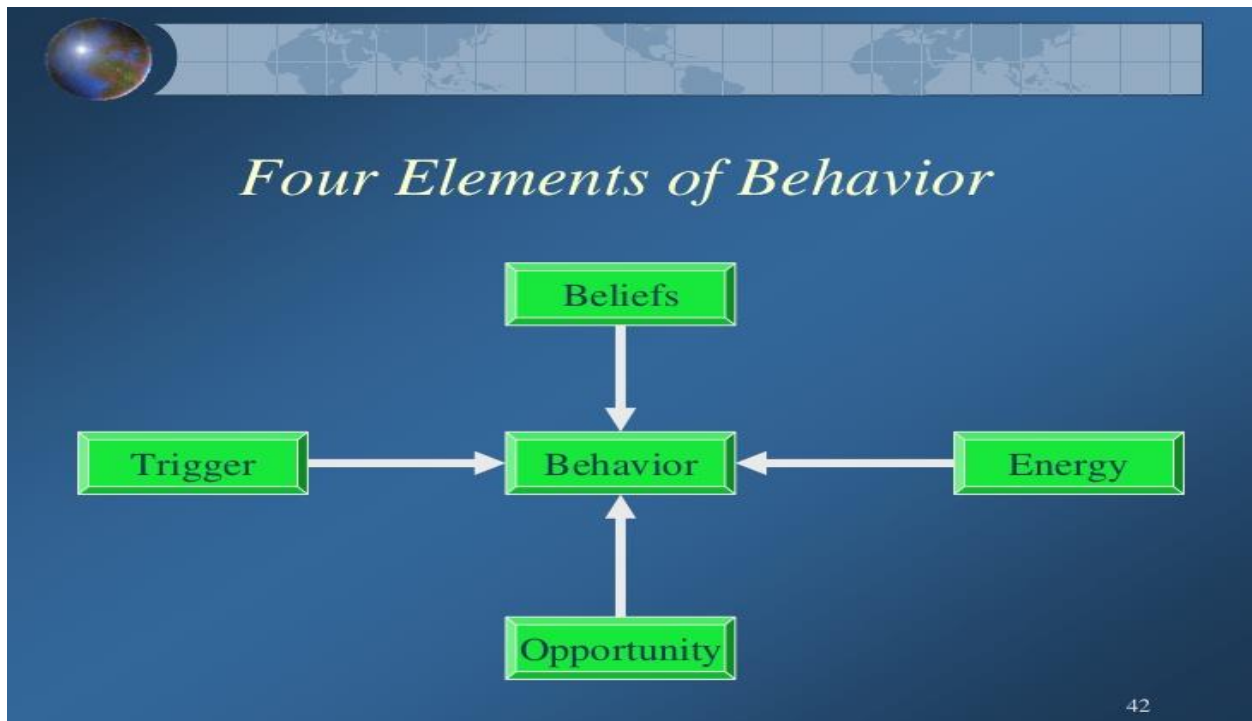 Four Elements of Behavior
Beliefs
Trigger
Behavior
Energy
Opportunity
42